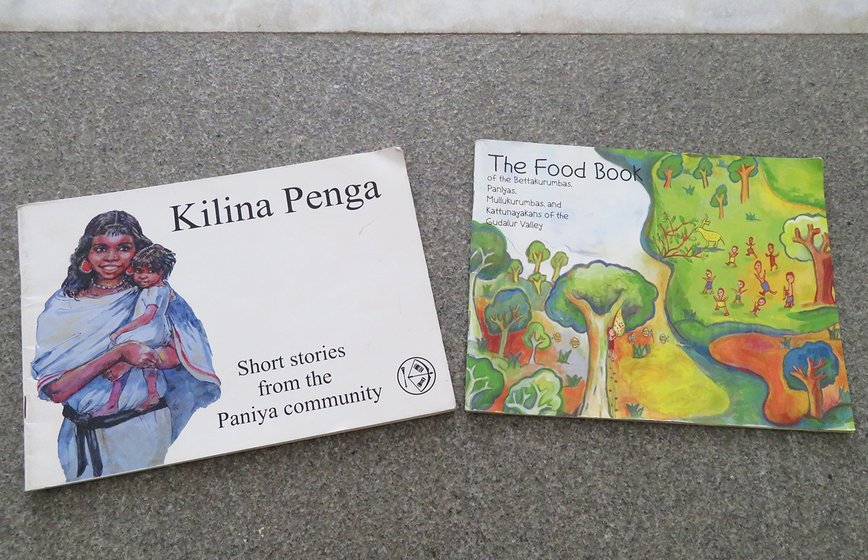 Kilina Penga
Short stories
from the
Paniya community
The Food Book
of the Bettakurumbas,
Paniyas,
Mullukurumbas, and
Kattunayakans of the
Gudalur Valley